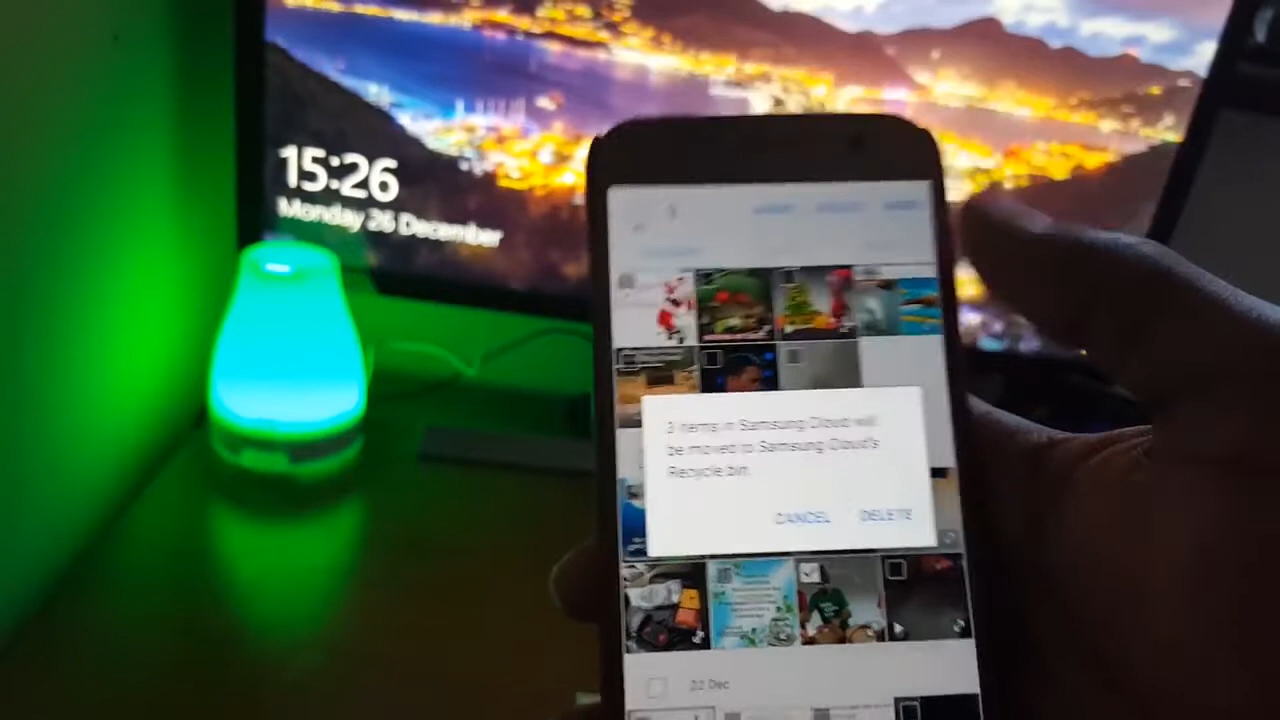 15:26
Monday 26 December
3 items in Samsung Cloud will
be moved to Samsung Cloud's
Recycle bin.
CANCEL DELETE
22 Dec